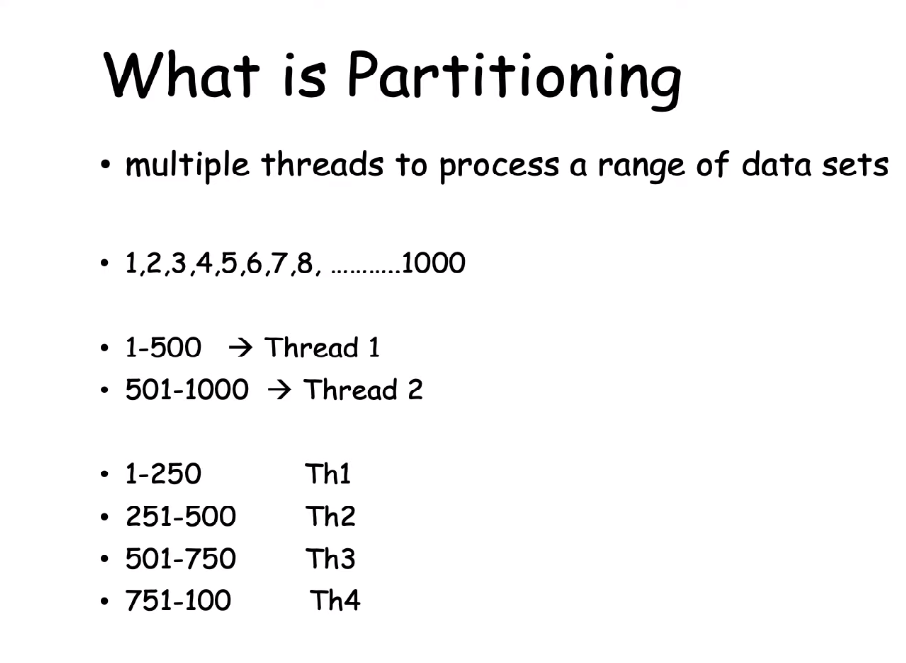 What is Partitioning
• multiple threads to process a range of data sets
• 1,2,3,4,5,6,7,8, ...........1000
• 1-500 → Thread 1
• 501-1000 → Thread 2
• 1-250 Th1
• 251-500 Th2
• 501-750 Th3
• 751-100 Th4